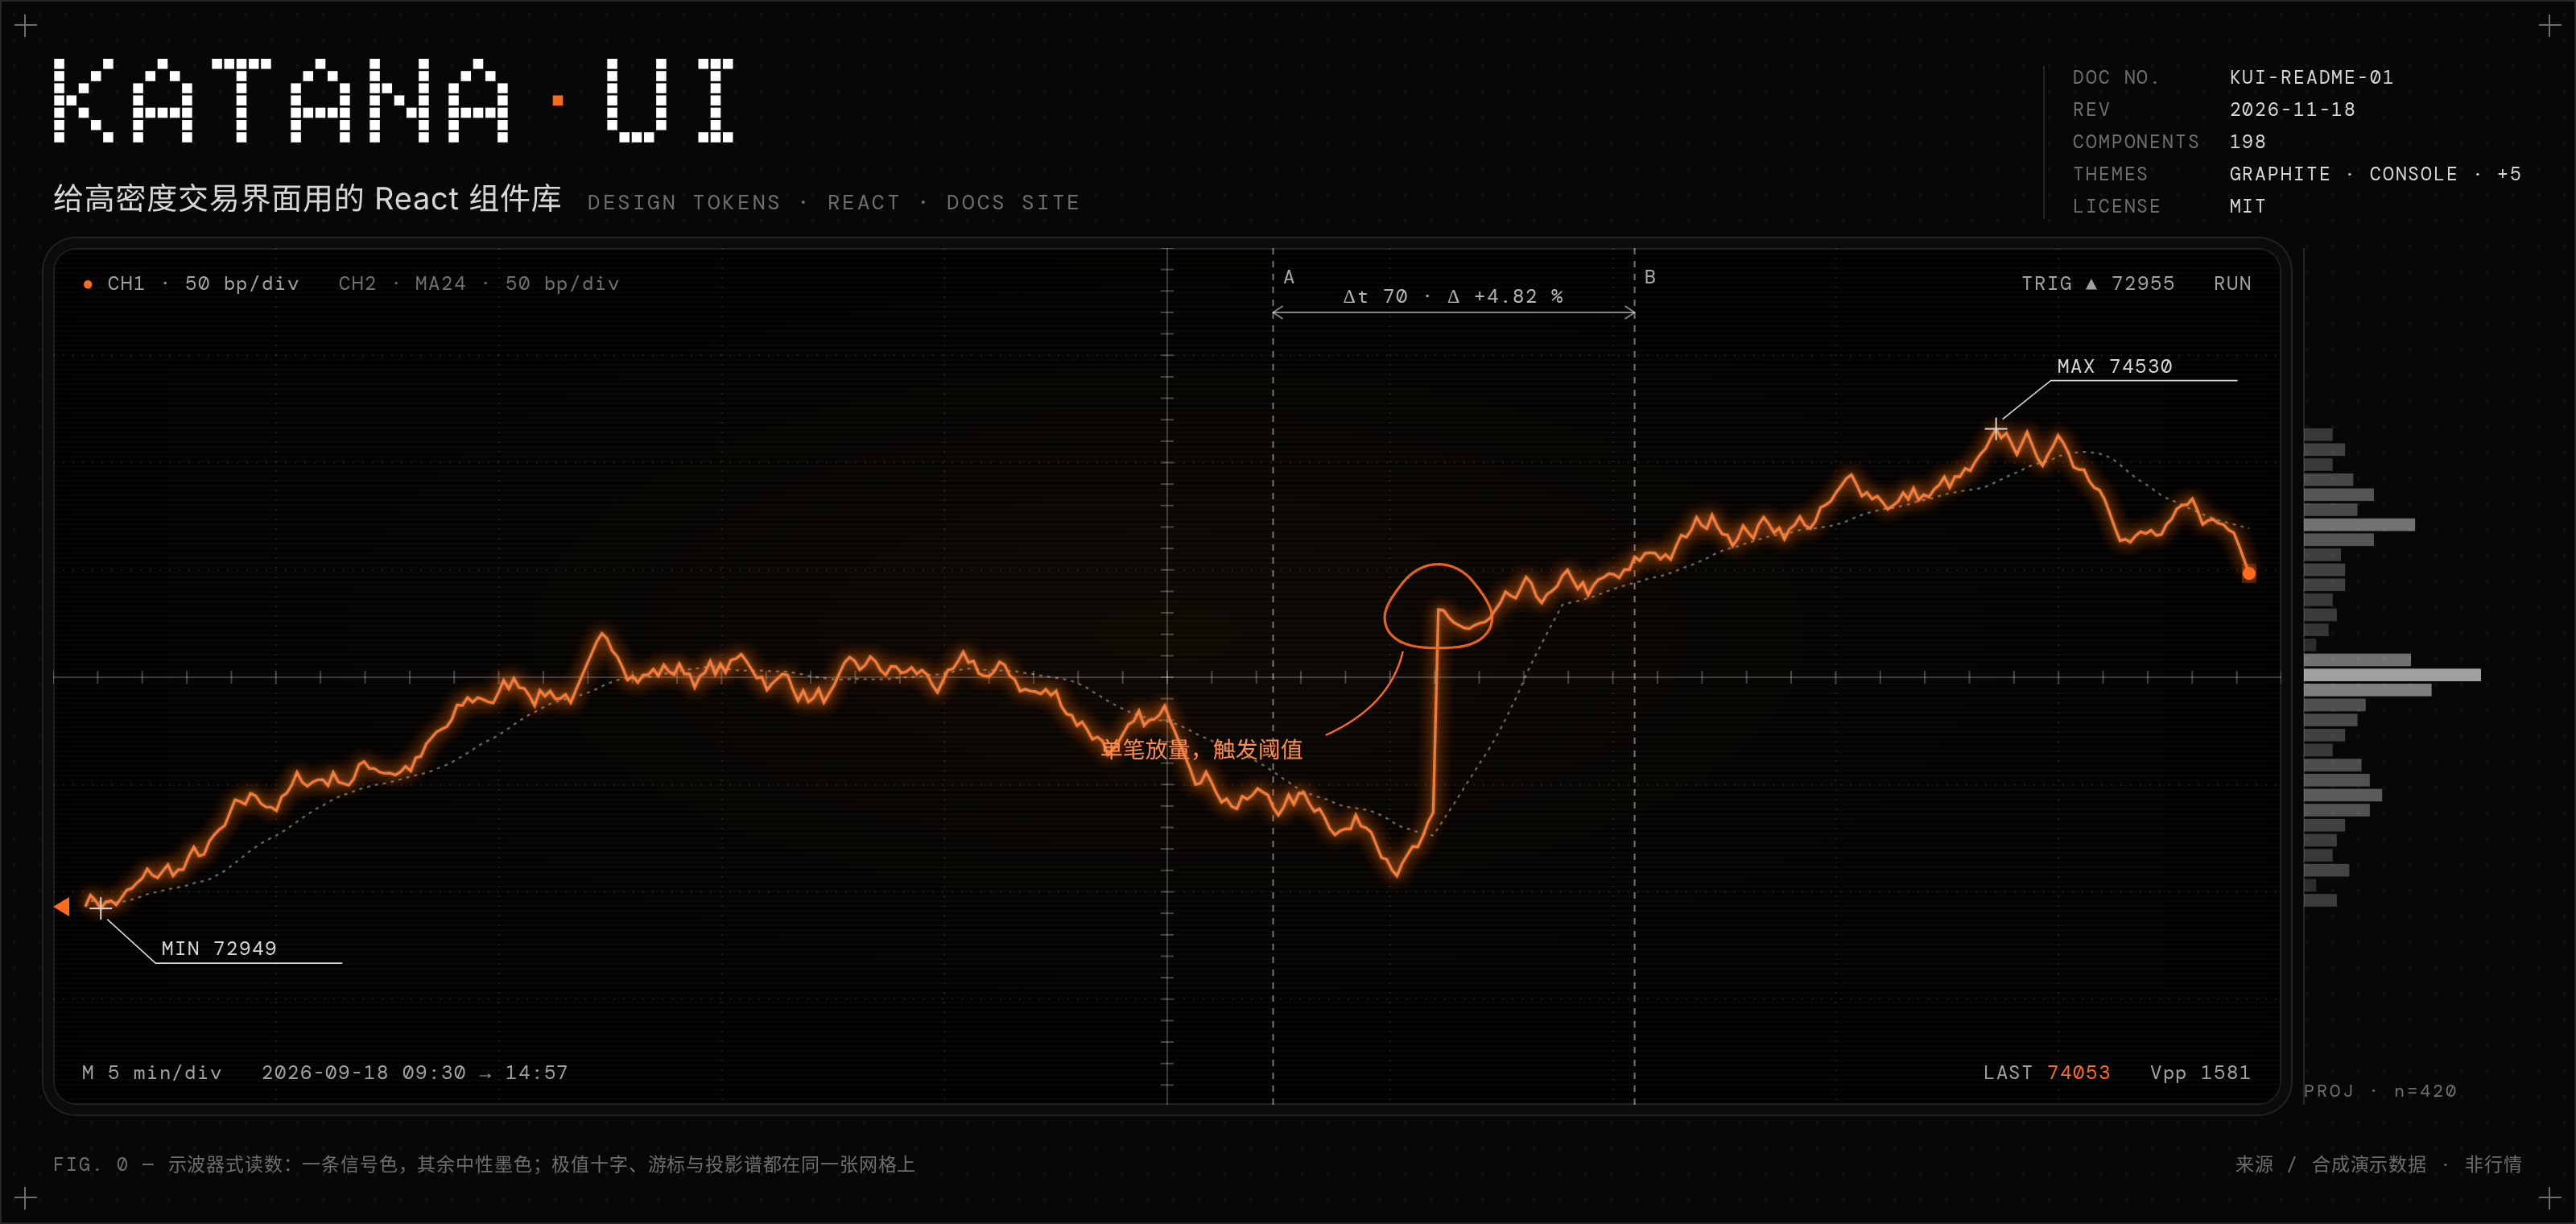 KATANA·UI
给高密度交易界面用的 React 组件库 DESIGN TOKENS · REACT · DOCS SITE
DOC NO. KUI-README-01
REV 2026-11-18
COMPONENTS 198
THEMES GRAPHITE · CONSOLE · +5
LICENSE MIT
CH1 · 50 bp/div CH2 · MA24 · 50 bp/div
A
Δt 70 · Δ +4.82 %
B
TRIG ▲ 72955 RUN
MAX 74530
单笔放量，触发阈值
MIN 72949
M 5 min/div 2026-09-18 09:30 → 14:57
LAST 74053 Vpp 1581
PROJ · n=420
FIG. 0 — 示波器式读数：一条信号色，其余中性墨色；极值十字、游标与投影谱都在同一张网格上
来源 / 合成演示数据 · 非行情